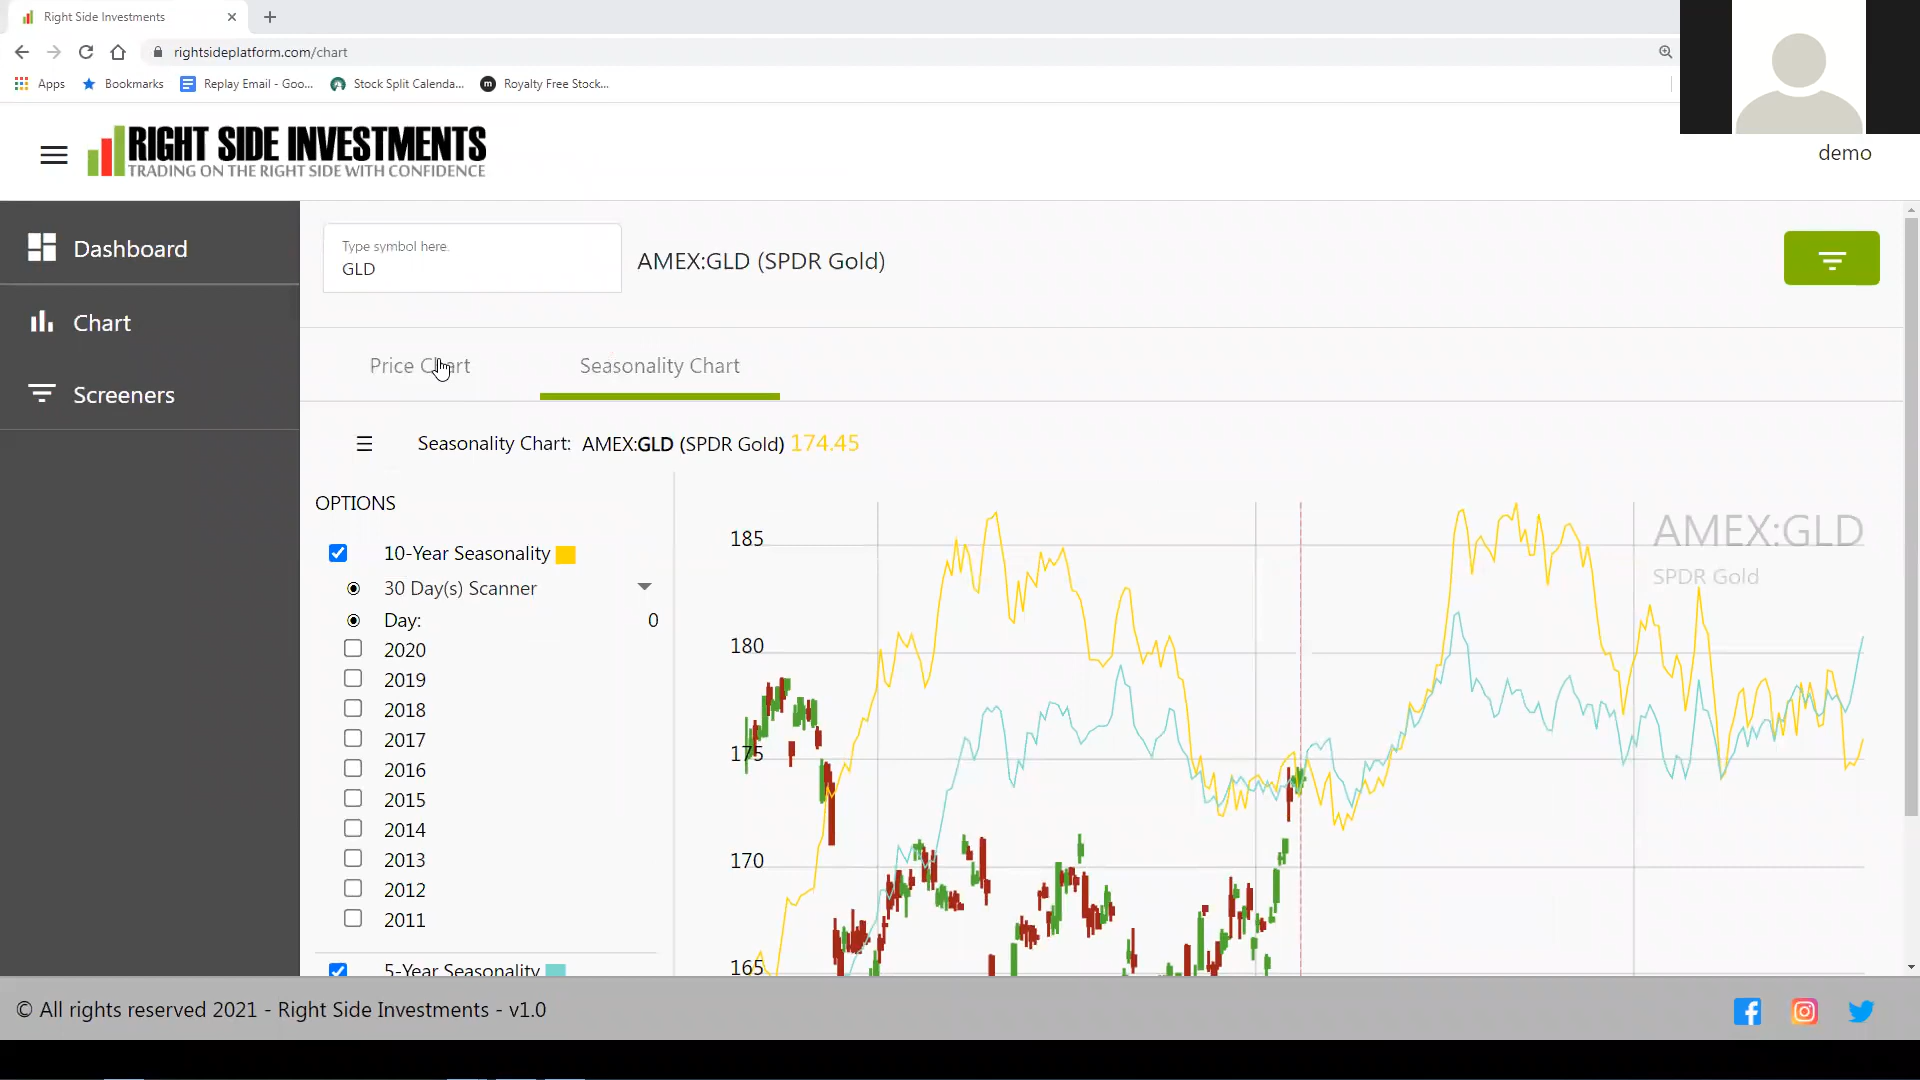 Right Side Investments
rightsideplatform.com/chart
Apps
Bookmarks
Replay Email - Goo...
Stock Split Calenda...
m
Royalty Free Stock...
RIGHT SIDE INVESTMENTS
TRADING ON THE RIGHT SIDE WITH CONFIDENCE
demo
Dashboard
Chart
Screeners
Type symbol here.
GLD
AMEX:GLD (SPDR Gold)
Price Chart
Seasonality Chart
Seasonality Chart: AMEX:GLD (SPDR Gold) 174.45
OPTIONS
10-Year Seasonality
30 Day(s) Scanner
Day: 0
2020
2019
2018
2017
2016
2015
2014
2013
2012
2011
5-Year Seasonality
185
180
175
170
165
AMEX:GLD
SPDR Gold
© All rights reserved 2021 - Right Side Investments - v1.0